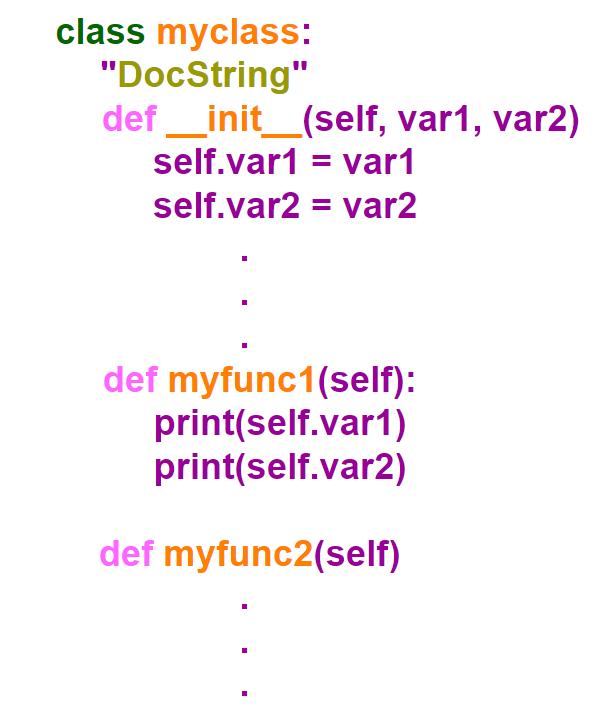 class myclass:
"DocString"
def __init__(self, var1, var2)
self.var1 = var1
self.var2 = var2
.
.
.
def myfunc1(self):
print(self.var1)
print(self.var2)
def myfunc2(self)
.
.
.